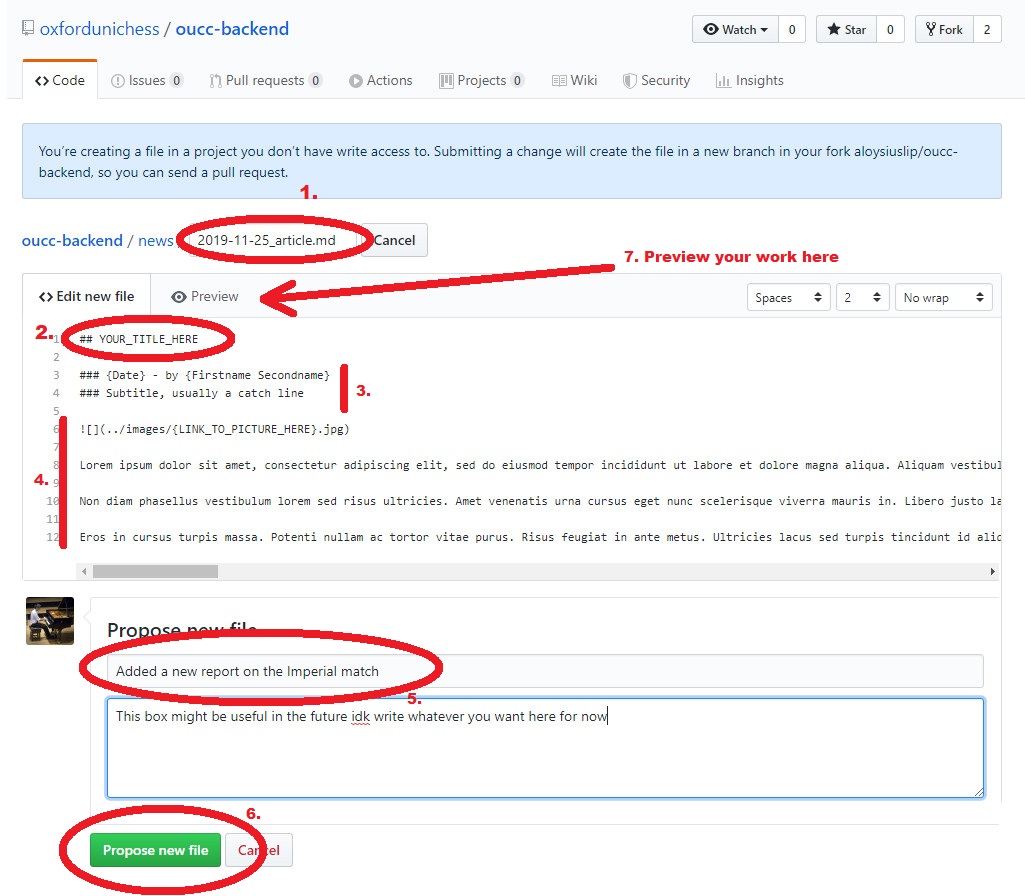 oxfordunichess / oucc-backend
Watch 0 Star 0 Fork 2
Code Issues 0 Pull requests 0 Actions Projects 0 Wiki Security Insights
You're creating a file in a project you don't have write access to. Submitting a change will create the file in a new branch in your fork aloysiuslip/oucc-
backend, so you can send a pull request.
1.
oucc-backend / news 2019-11-25_article.md Cancel
7. Preview your work here
Edit new file Preview
Spaces 2 No wrap
2.
1 ## YOUR_TITLE_HERE
2
3 ### {Date} - by {Firstname Secondname}
4 ### Subtitle, usually a catch line
3.
5
6 ![](../images/{LINK_TO_PICTURE_HERE}.jpg)
7
8 Lorem ipsum dolor sit amet, consectetur adipiscing elit, sed do eiusmod tempor incididunt ut labore et dolore magna aliqua. Aliquam vestibul
4.
9
10 Non diam phasellus vestibulum lorem sed risus ultricies. Amet venenatis urna cursus eget nunc scelerisque viverra mauris in. Libero justo la
11
12 Eros in cursus turpis massa. Potenti nullam ac tortor vitae purus. Risus feugiat in ante metus. Ultricies lacus sed turpis tincidunt id alic
Propose new file
Added a new report on the Imperial match
5.
This box might be useful in the future idk write whatever you want here for now
6.
Propose new file Cancel